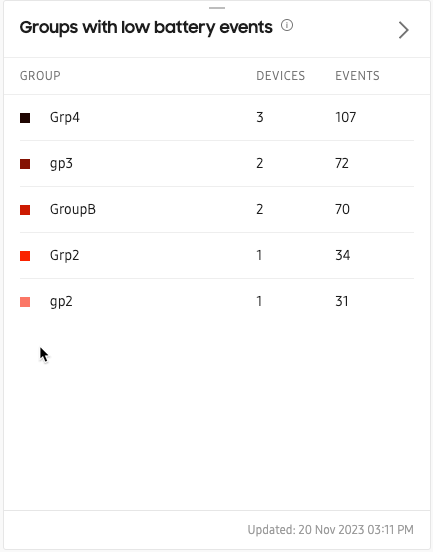 Groups with low battery events
GROUP DEVICES EVENTS
Grp4 3 107
gp3 2 72
GroupB 2 70
Grp2 1 34
gp2 1 31
Updated: 20 Nov 2023 03:11 PM